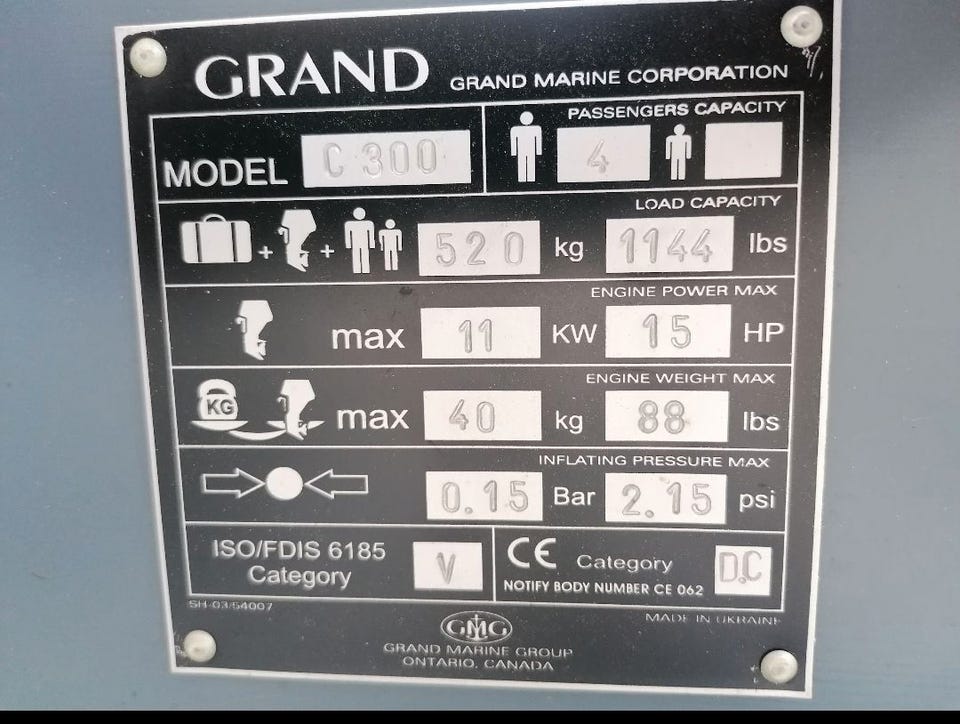 GRAND GRAND MARINE CORPORATION
PASSENGERS CAPACITY
MODEL C 300 4
LOAD CAPACITY
+ + 520 kg 1144 lbs
ENGINE POWER MAX
max 11 KW 15 HP
ENGINE WEIGHT MAX
KG max 40 kg 88 lbs
INFLATING PRESSURE MAX
0.15 Bar 2.15 psi
ISO/FDIS 6185
Category V
CE Category D.C
NOTIFY BODY NUMBER CE 062
SH-03/54007
MADE IN UKRAINE
GMG
GRAND MARINE GROUP
ONTARIO, CANADA